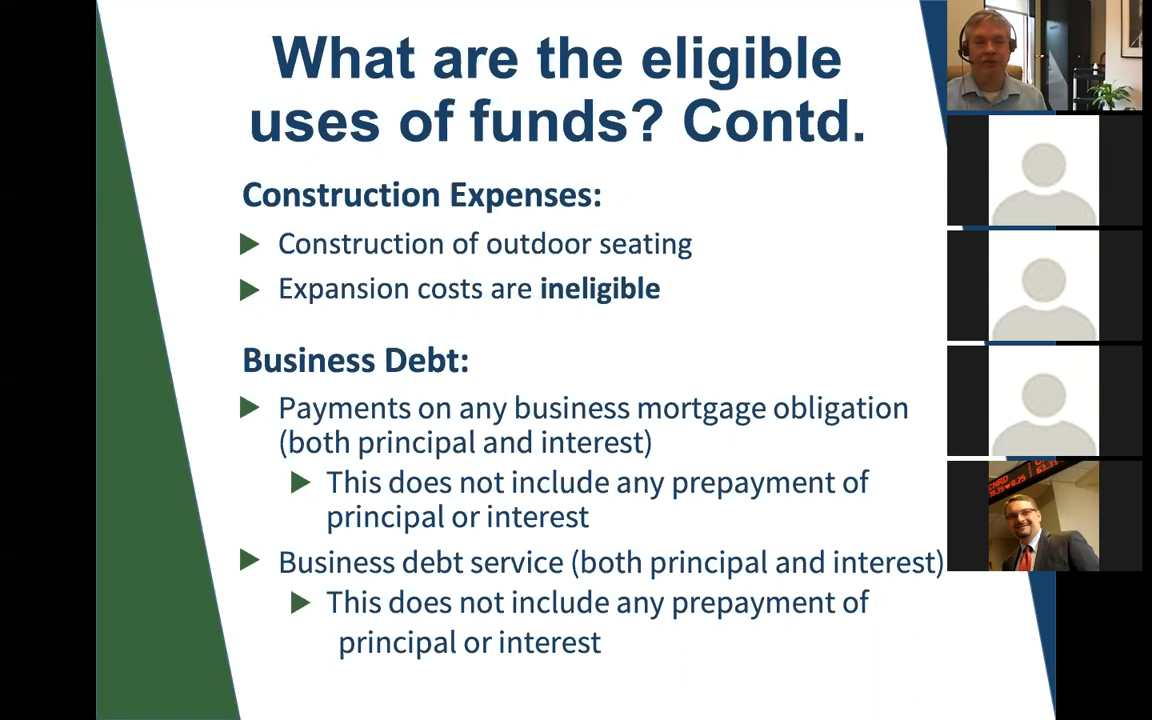 What are the eligible
uses of funds? Contd.
Construction Expenses:
Construction of outdoor seating
Expansion costs are ineligible
Business Debt:
Payments on any business mortgage obligation
(both principal and interest)
This does not include any prepayment of
principal or interest
Business debt service (both principal and interest)
This does not include any prepayment of
principal or interest